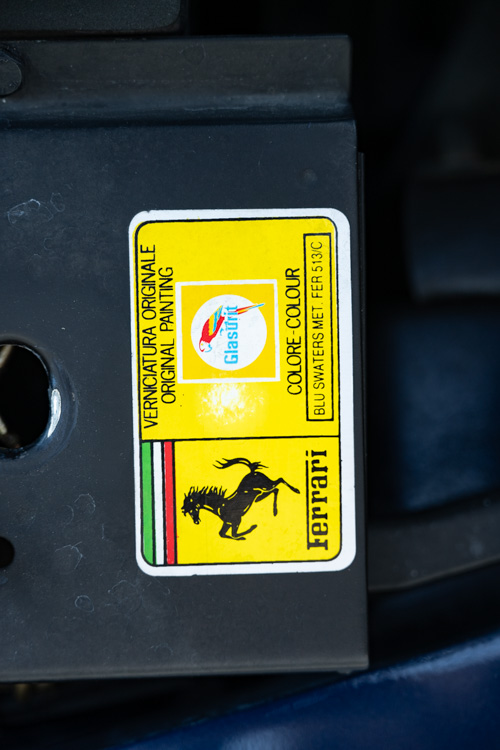 VERNICIATURA ORIGINALE
ORIGINAL PAINTING
Glasurit
COLORE-COLOUR
BLU SWATERS MET. FER 513/C
Ferrari